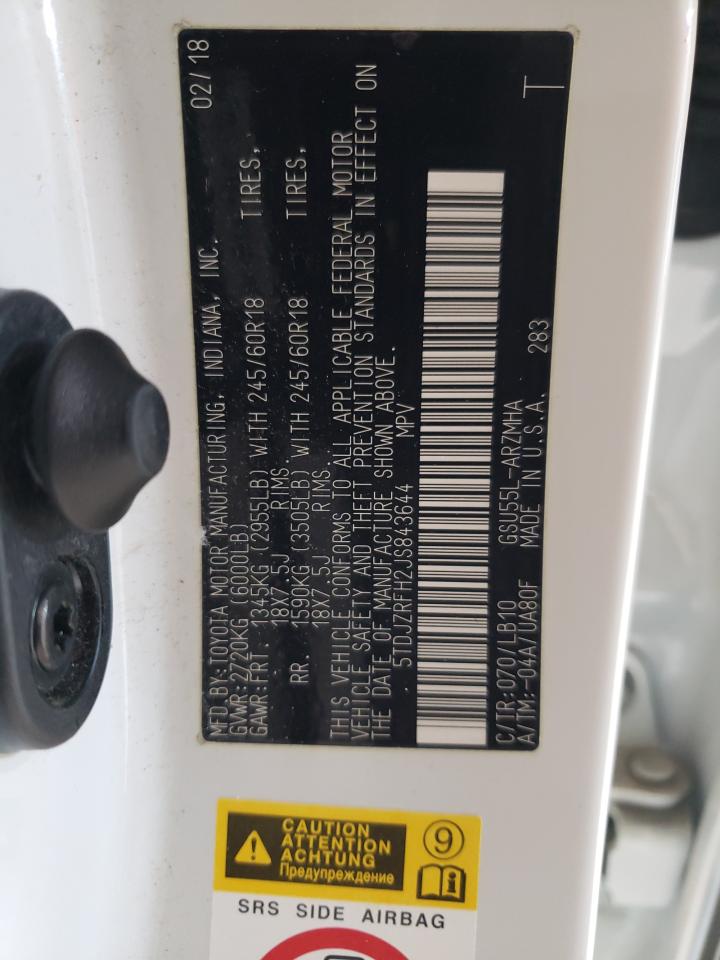 MFD.BY:TOYOTA MOTOR MANUFACTURING, INDIANA, INC. 02/18
GVWR:2720KG (6000LB)
GAWR:FRT. 1345KG (2955LB) WITH 245/60R18 TIRES,
18X7.5J RIMS.
RR. 1590KG (3505LB) WITH 245/60R18 TIRES,
18X7.5J RIMS.
THIS VEHICLE CONFORMS TO ALL APPLICABLE FEDERAL MOTOR
VEHICLE SAFETY AND THEFT PREVENTION STANDARDS IN EFFECT ON
THE DATE OF MANUFACTURE SHOWN ABOVE.
5TDJZRFH2JS843644 MPV
C/TR:070/LB10 GSU55L-ARZMHA
A/TM:-04A/UA80F MADE IN U.S.A. 283 T
CAUTION
ATTENTION
ACHTUNG
Предупреждение
9
i
SRS SIDE AIRBAG